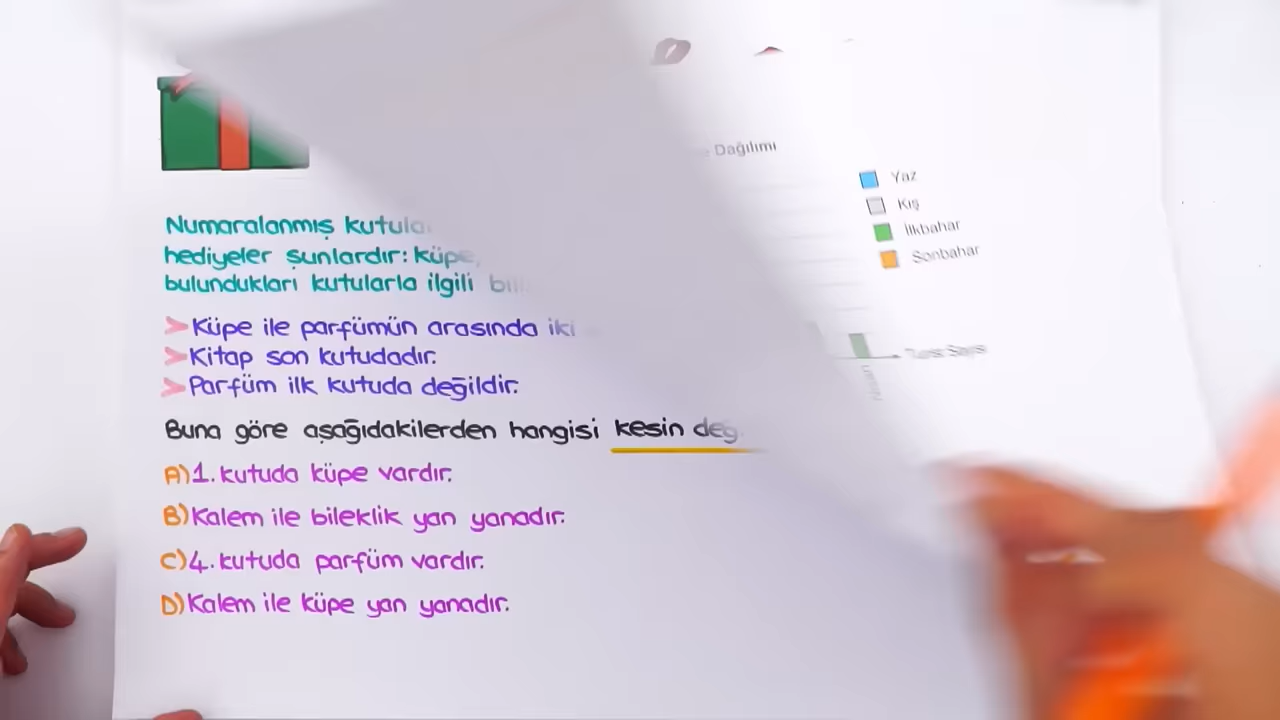 Dağılımı
Yaz
Kış
İlkbahar
Sonbahar
Numaralanmış
hediyeler şunlardır: küpe,
bulundukları kutularla ilgili
➤Küpe ile parfümün arasında iki
➤Kitap son kutudadır.
➤Parfüm ilk kutuda değildir.
Buna göre aşağıdakilerden hangisi kesin
A)1. kutuda küpe vardır.
B)Kalem ile bileklik yan yanadır.
C)4. kutuda parfüm vardır.
D)Kalem ile küpe yan yanadır.